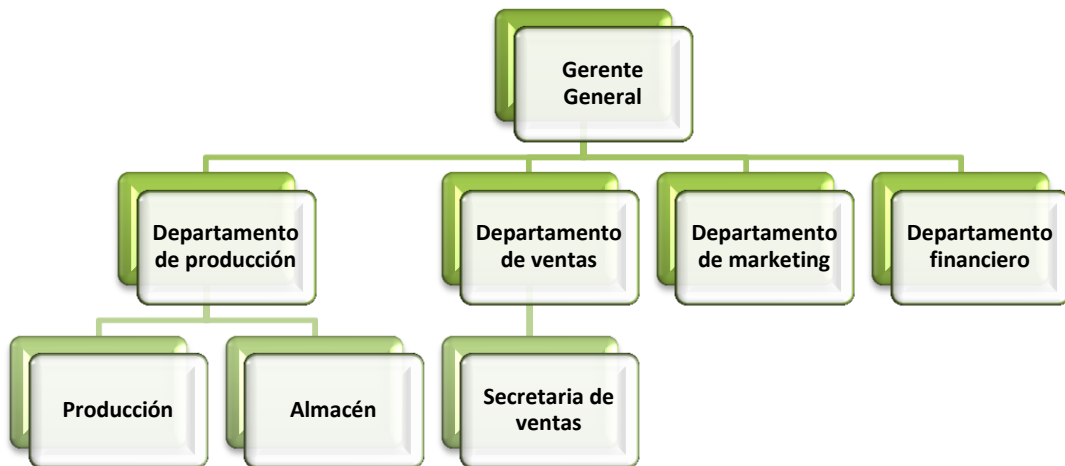 Gerente
General
Departamento
de producción
Departamento
de ventas
Departamento
de marketing
Departamento
financiero
Producción
Almacén
Secretaria de
ventas